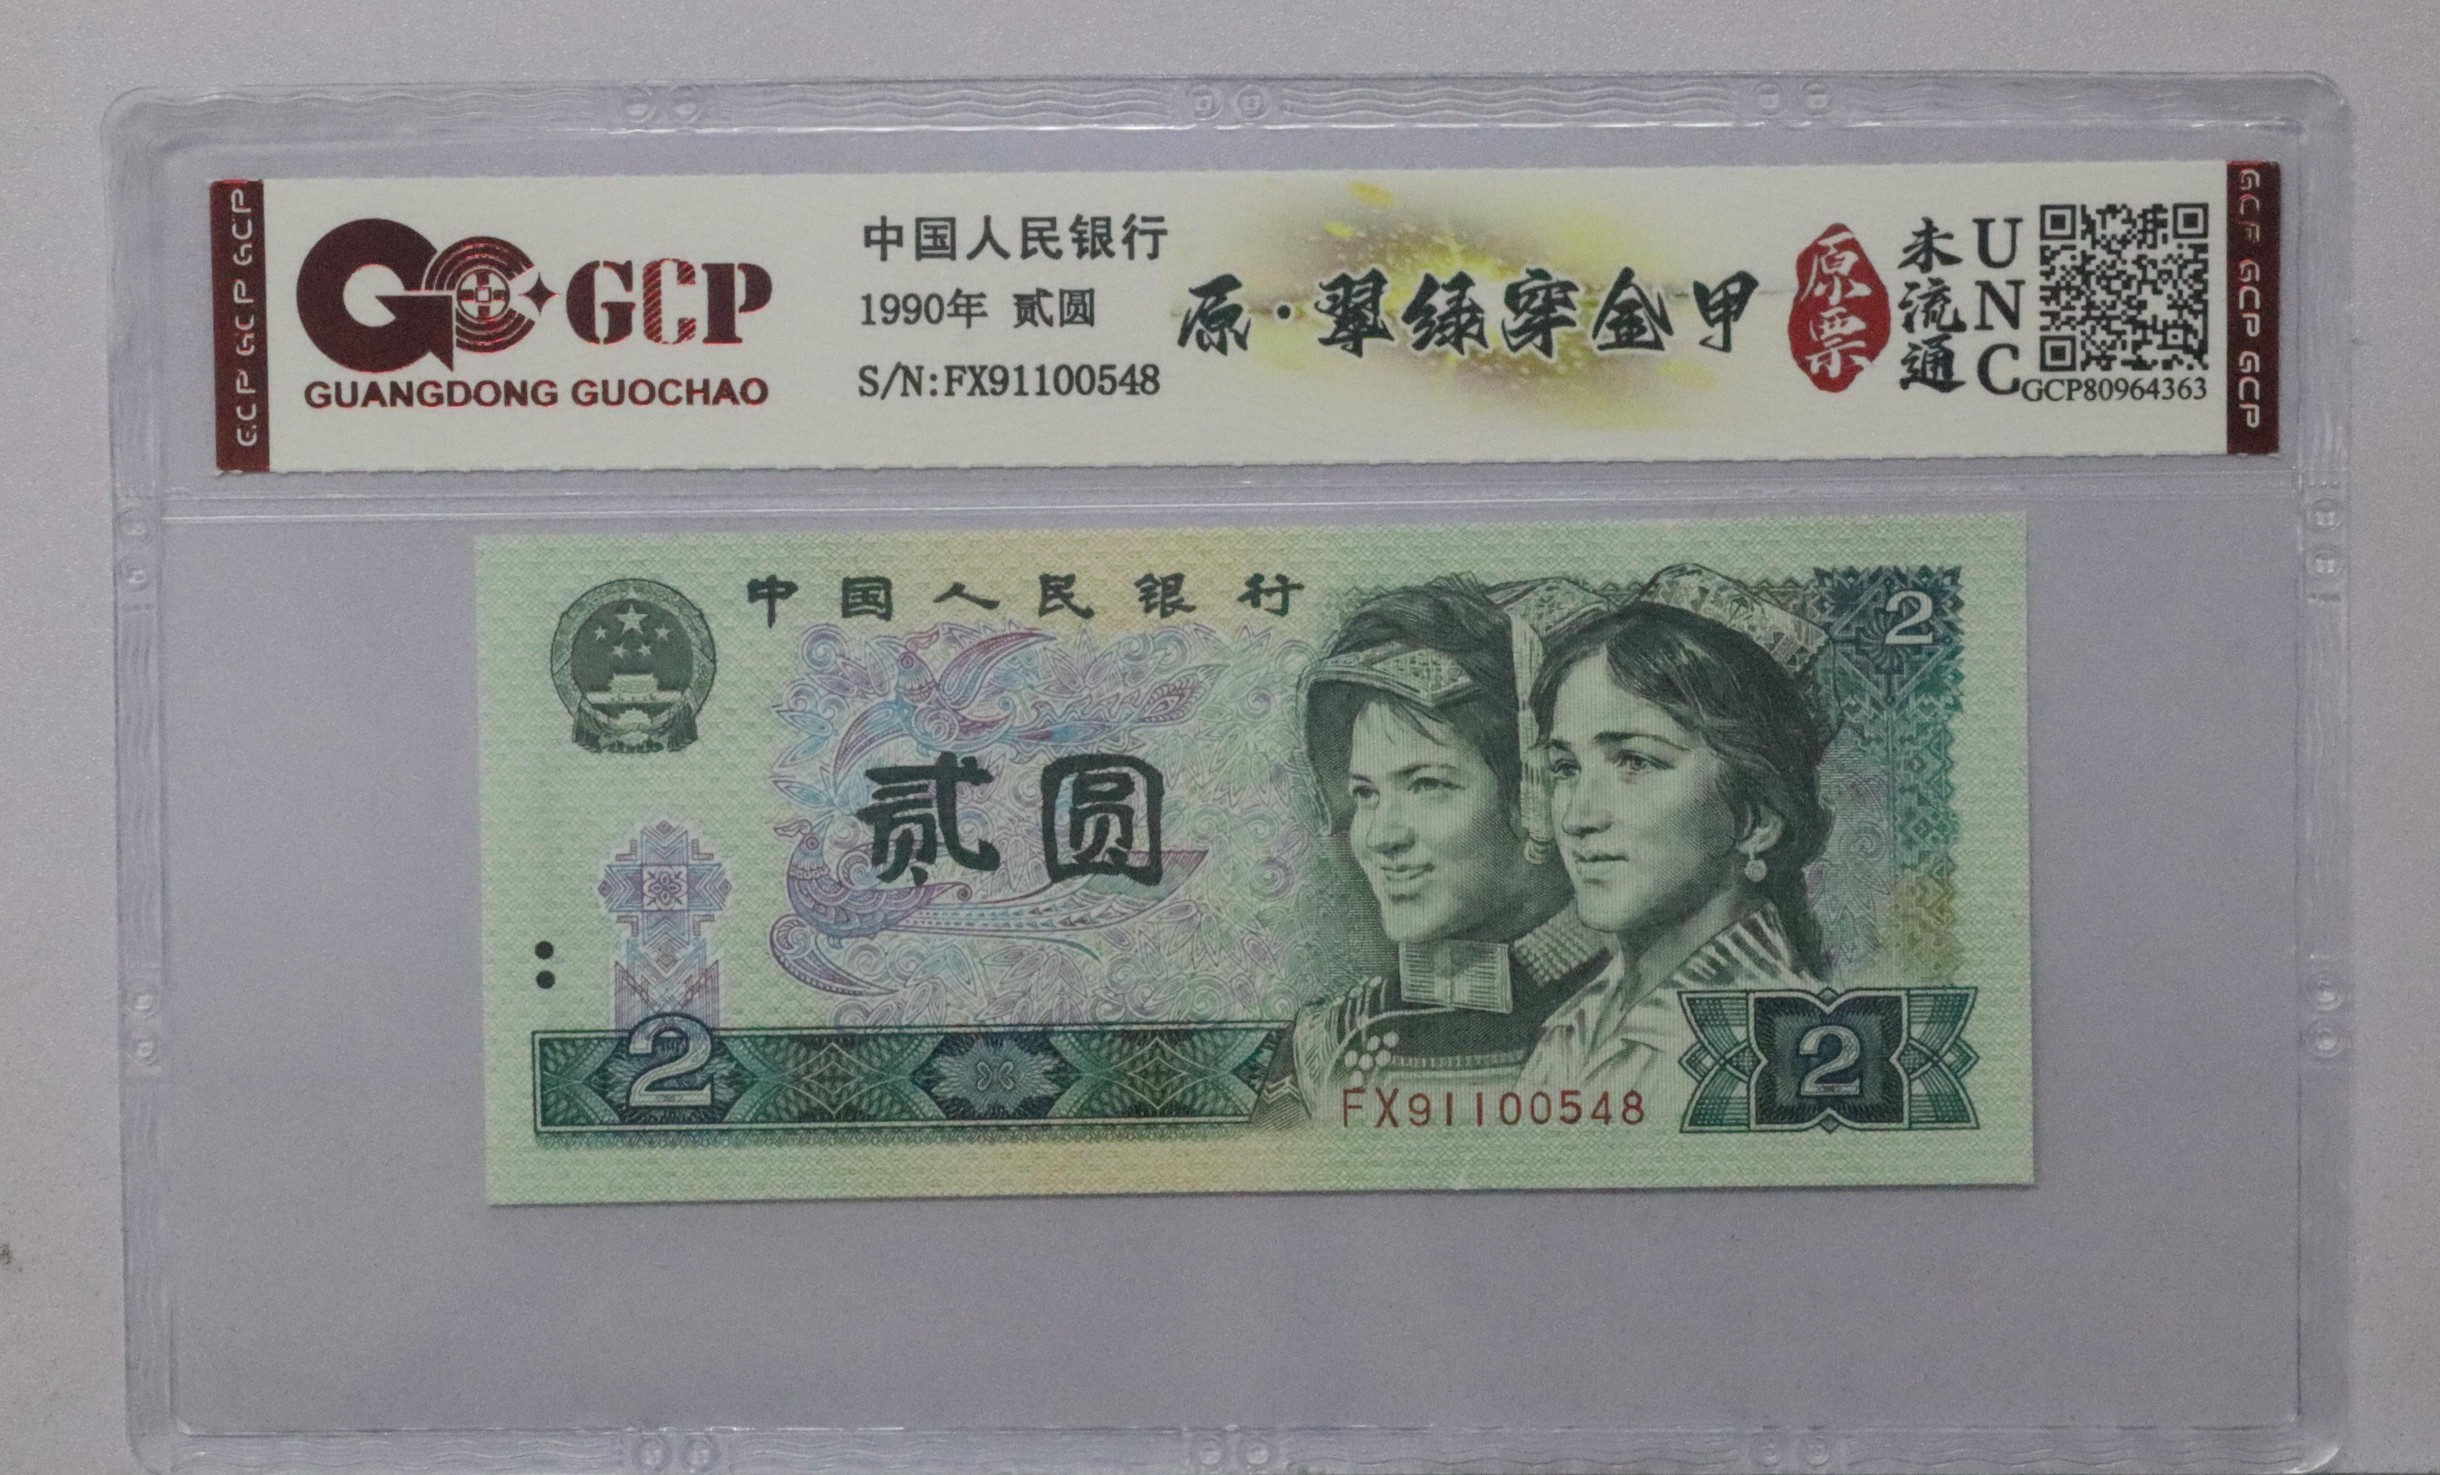 GCP GCP GCP
GCP
GUANGDONG GUOCHAO
中国人民银行
1990年 贰圆
S/N:FX91100548
原·翠绿穿金甲
原票
未流通
UNC
GCP80964363
GCP GCP GCP
中国人民银行
2
贰圆
2
2
FX91100548